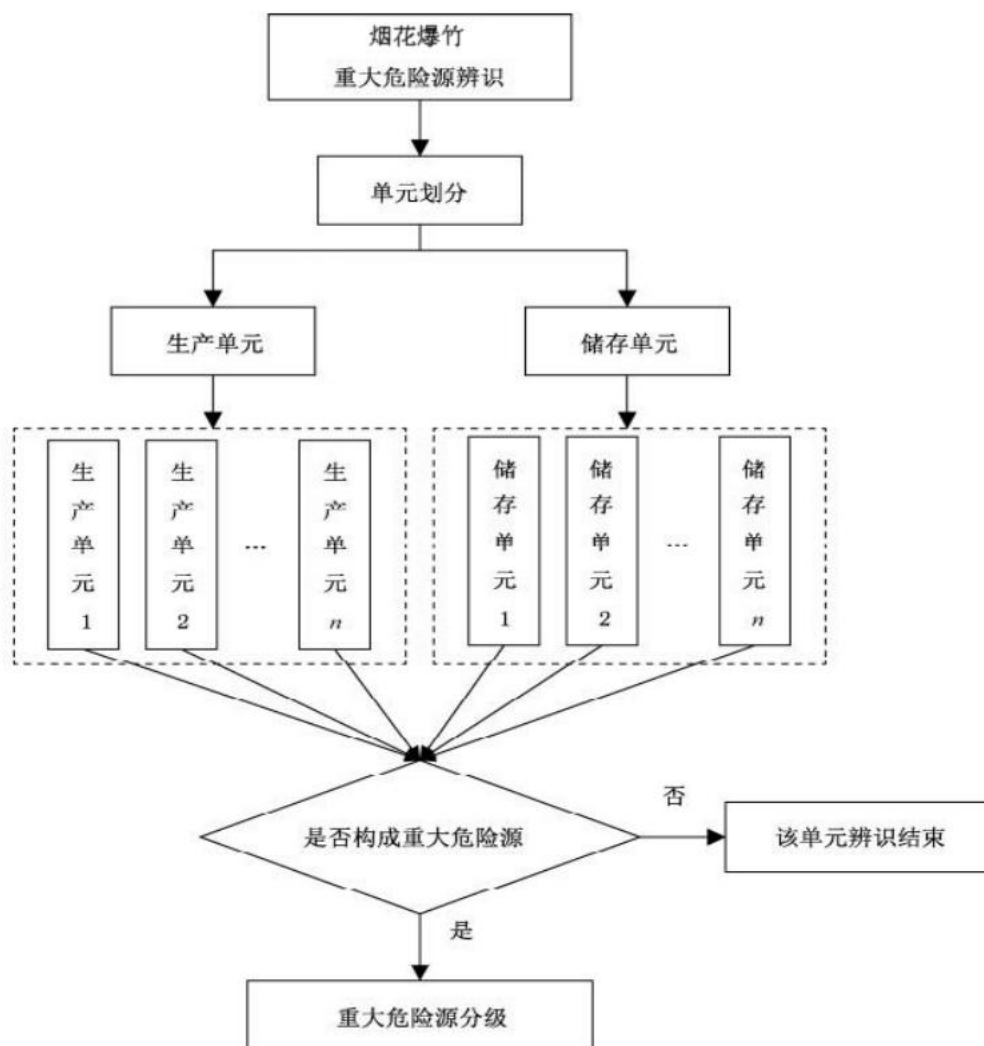 烟花爆竹
重大危险源辨识
单元划分
生产单元
储存单元
生产单元1
生产单元2
…
生产单元n
储存单元1
储存单元2
…
储存单元n
是否构成重大危险源
否
该单元辨识结束
是
重大危险源分级